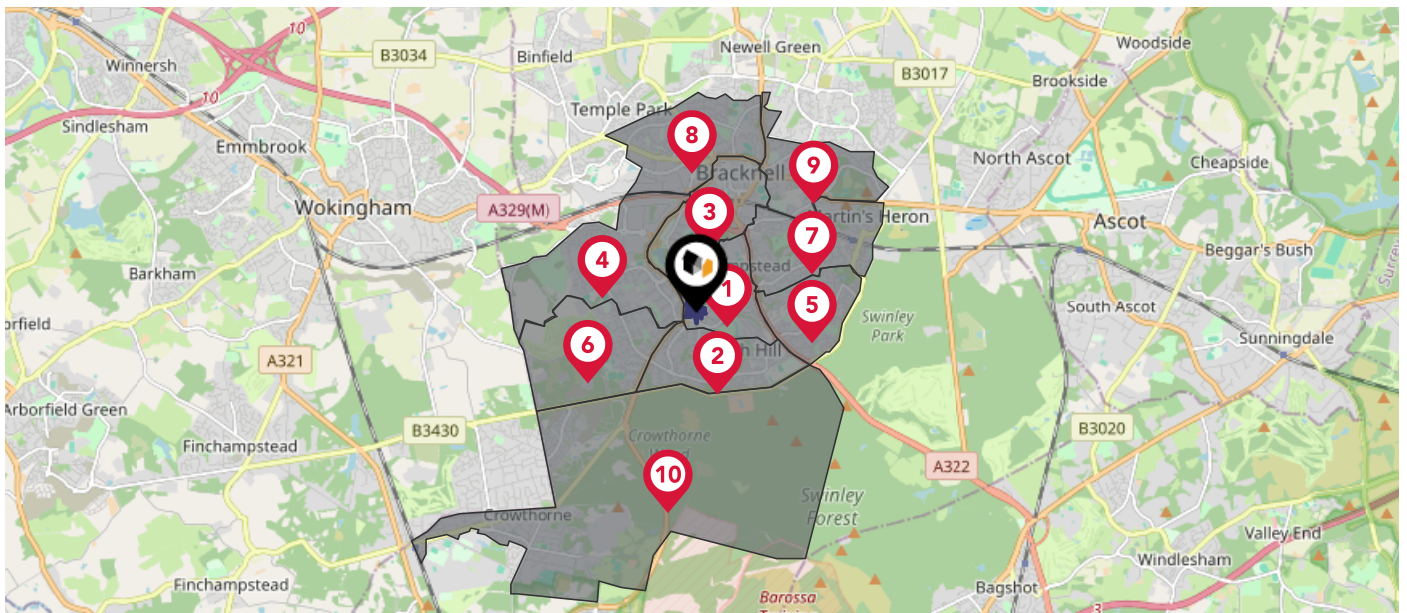 10
Winnersh
B3034
Binfield
Newell Green
Woodside
B3017
Brookside
10
Temple Park
Sindlesham
Emmbrook
8
9
North Ascot
Cheapside
Bracknell
Wokingham
A329(M)
3
Martin's Heron
Ascot
7
Beggar's Bush
Surrey
4
Barkham
1
5
South Ascot
Swinley
Park
Sunningdale
6
2
A321
Arborfield Green
Finchampstead
B3430
Crowthorne
B3020
A322
10
Swinley
Forest
Crowthorne
Valley End
Windlesham
Finchampstead
Bagshot
Barossa
3